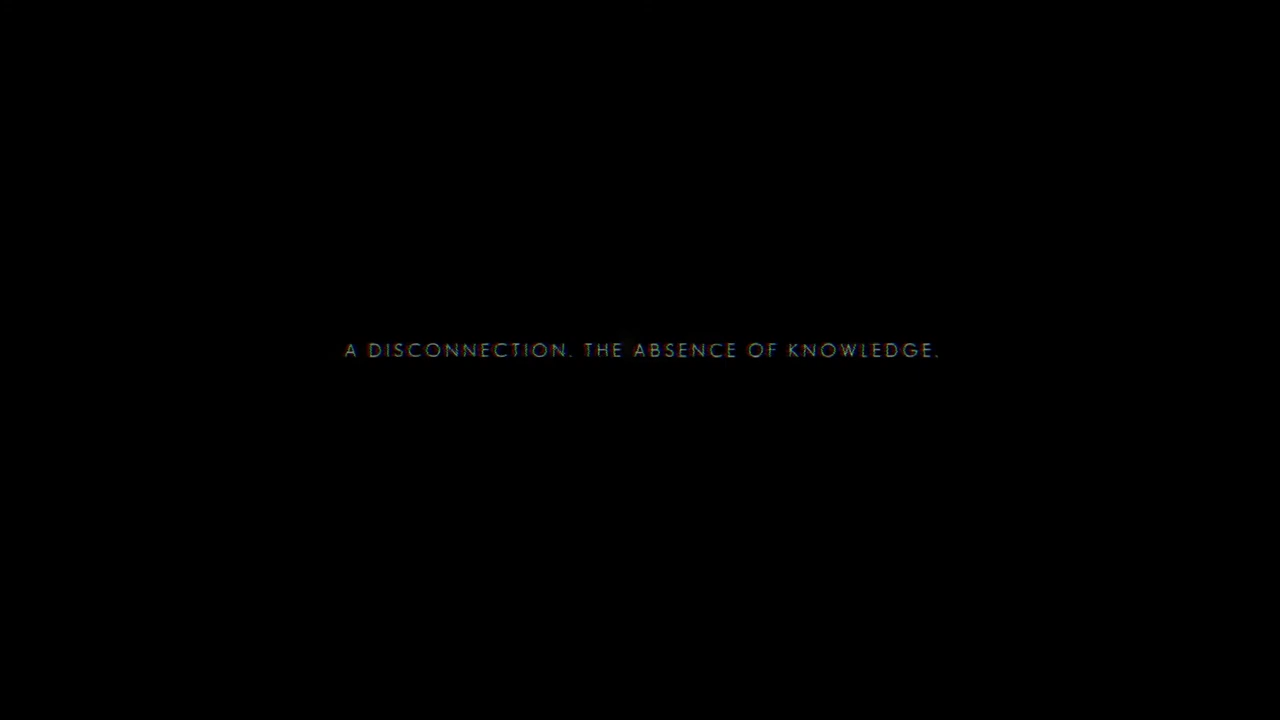 A DISCONNECTION. THE ABSENCE OF KNOWLEDGE.